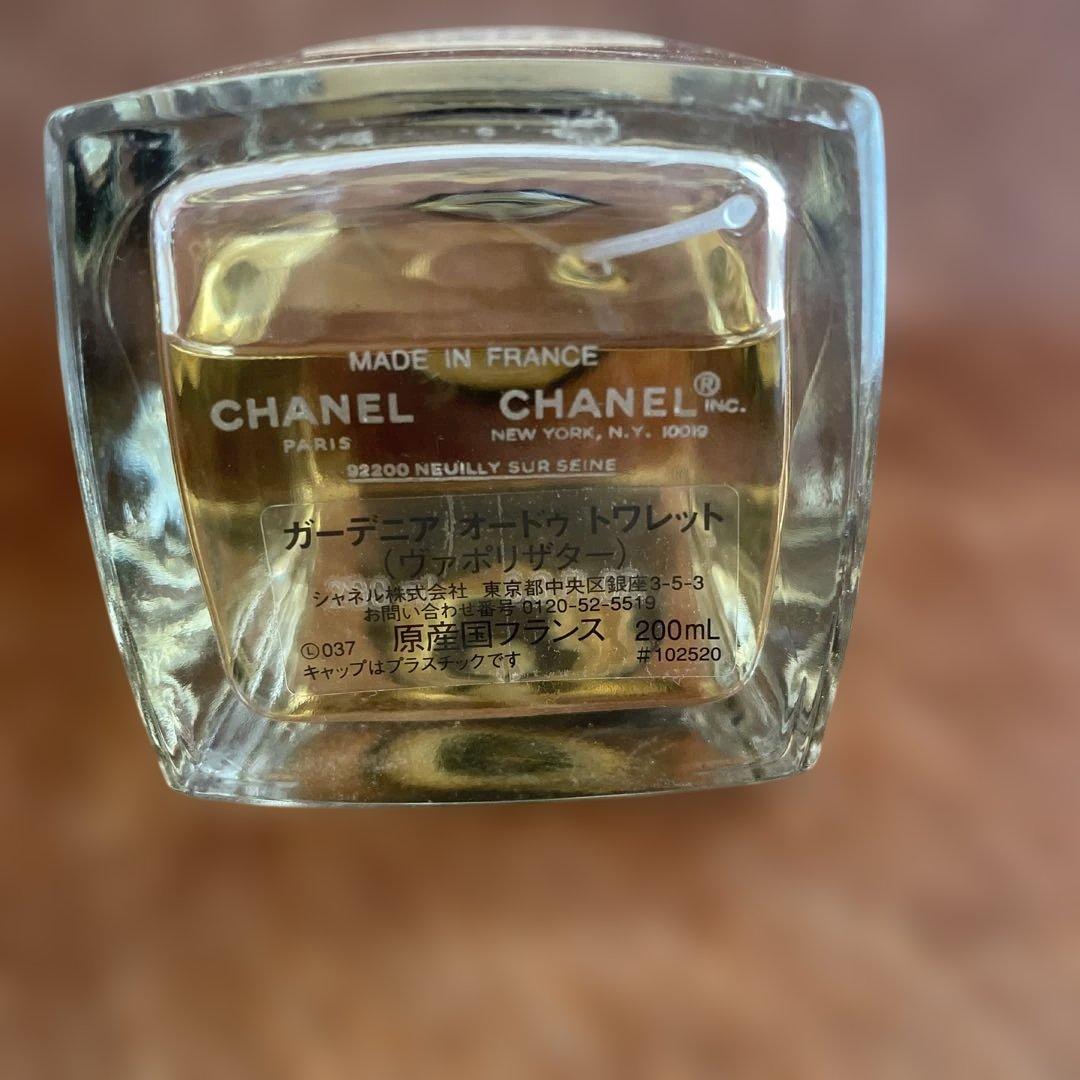 MADE IN FRANCE
CHANEL CHANEL® INC.
PARIS NEW YORK, N.Y. 10019
92200 NEUILLY SUR SEINE
ガーデニア オードゥ トワレット
（ヴァポリザター）
シャネル株式会社 東京都中央区銀座3-5-3
お問い合わせ番号 0120-52-5519
Ⓛ037 原産国フランス 200mL
キャップはプラスチックです #102520